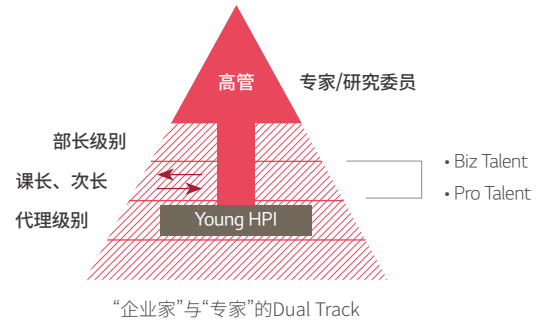 高管
专家/研究委员
部长级别
课长、次长
代理级别
Young HPI
• Biz Talent
• Pro Talent
“企业家”与“专家”的Dual Track